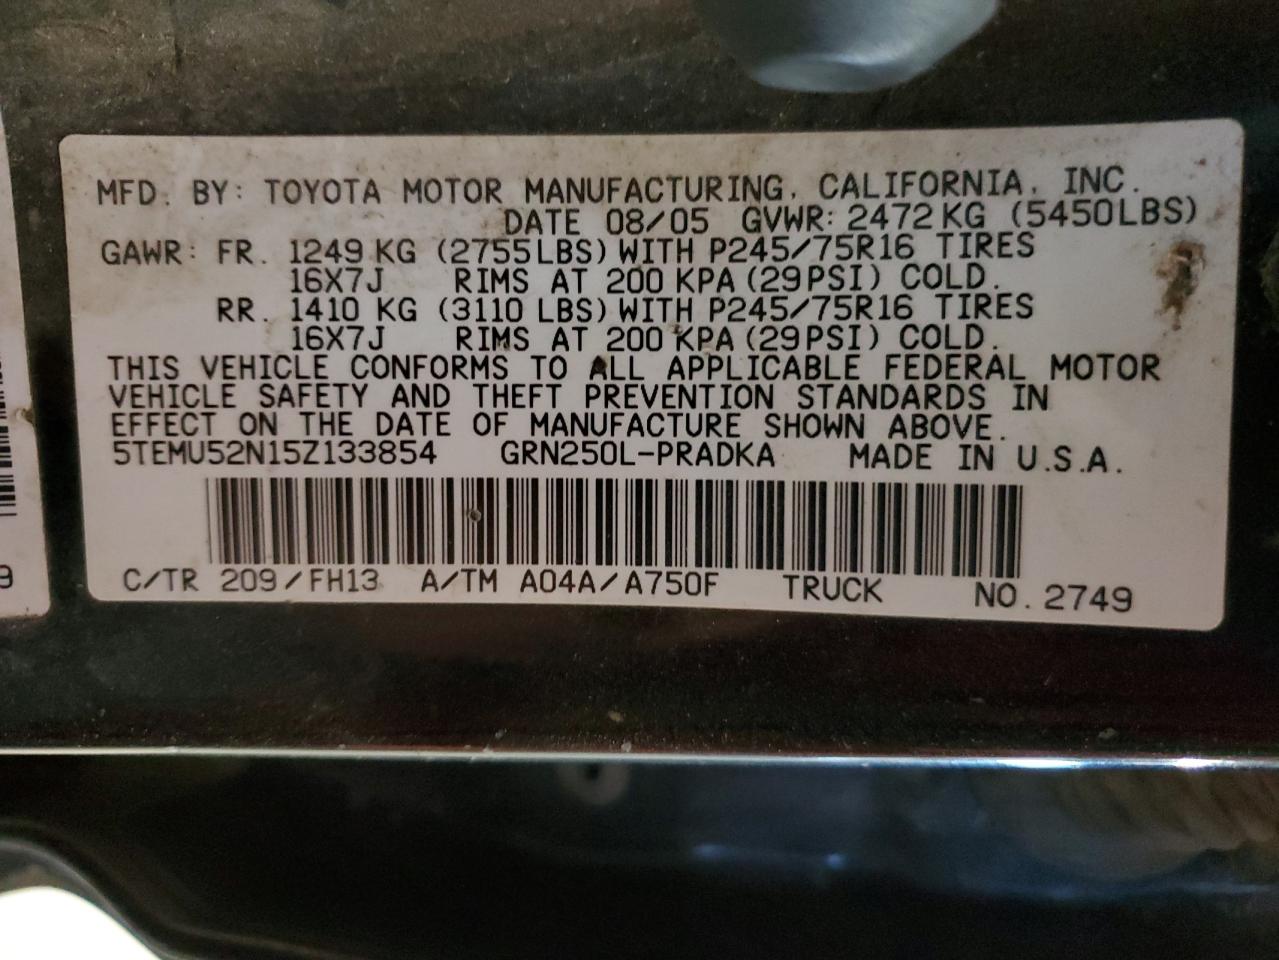 MFD. BY: TOYOTA MOTOR MANUFACTURING, CALIFORNIA, INC.
DATE 08/05 GVWR: 2472 KG (5450LBS)
GAWR: FR. 1249 KG (2755LBS) WITH P245/75R16 TIRES
16X7J RIMS AT 200 KPA (29PSI) COLD.
RR. 1410 KG (3110 LBS) WITH P245/75R16 TIRES
16X7J RIMS AT 200 KPA (29PSI) COLD.
THIS VEHICLE CONFORMS TO ALL APPLICABLE FEDERAL MOTOR
VEHICLE SAFETY AND THEFT PREVENTION STANDARDS IN
EFFECT ON THE DATE OF MANUFACTURE SHOWN ABOVE.
5TEMU52N15Z133854 GRN250L-PRADKA MADE IN U.S.A.
C/TR 209/FH13 A/TM A04A/A750F TRUCK NO. 2749
9